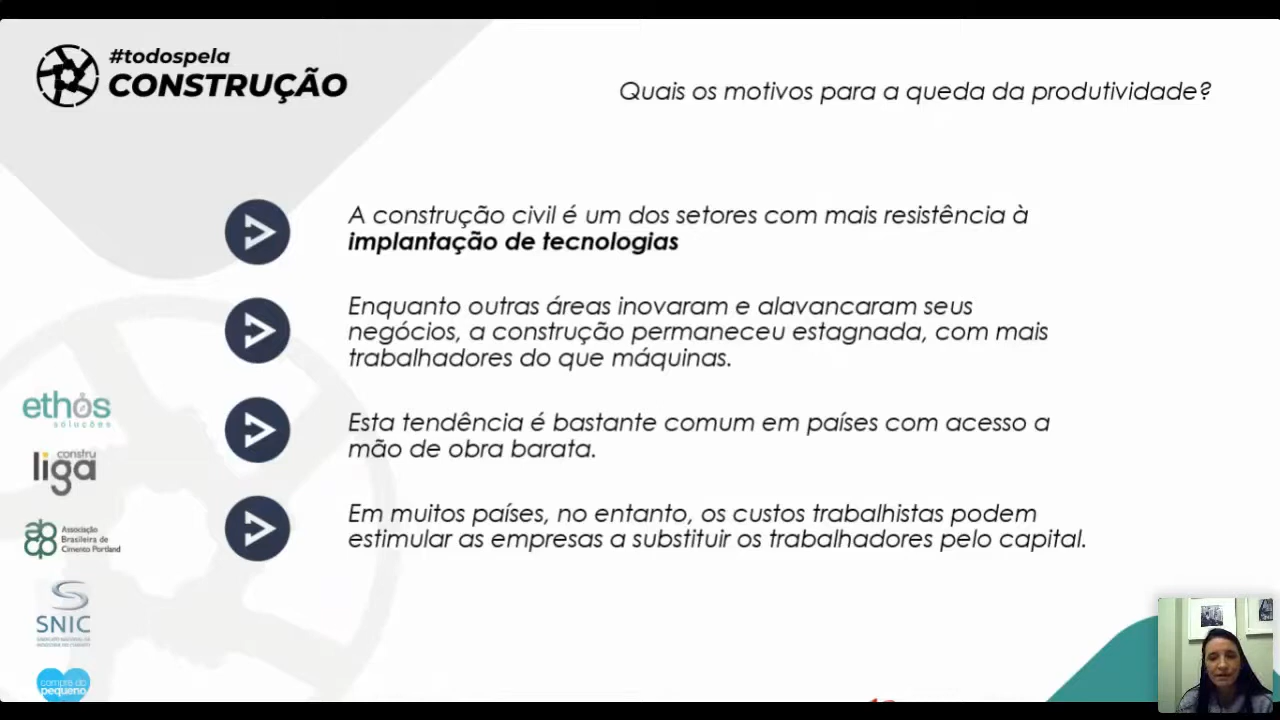 #todospela
CONSTRUÇÃO
Quais os motivos para a queda da produtividade?
A construção civil é um dos setores com mais resistência à
implantação de tecnologias
Enquanto outras áreas inovaram e alavancaram seus
negócios, a construção permaneceu estagnada, com mais
trabalhadores do que máquinas.
Esta tendência é bastante comum em países com acesso a
mão de obra barata.
Em muitos países, no entanto, os custos trabalhistas podem
estimular as empresas a substituir os trabalhadores pelo capital.
ethos
soluções
constru
liga
Associação
Brasileira de
Cimento Portland
SNIC
compre do
pequeno